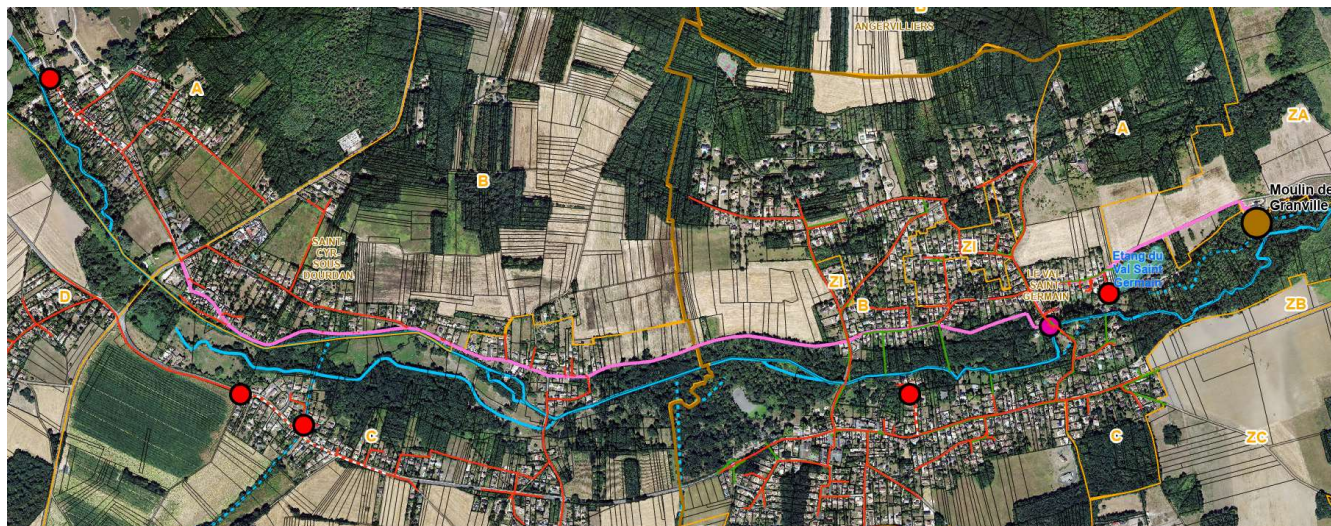 B
ANGERVILLIERS
A
ZA
A
B
Moulin de
Granville
SAINT-
CYR
SOUS-
DOURDAN
ZI
Etang du
Val Saint
Germain
LE VAL
SAINT-
GERMAIN
D
ZI
B
ZB
C
C
ZC